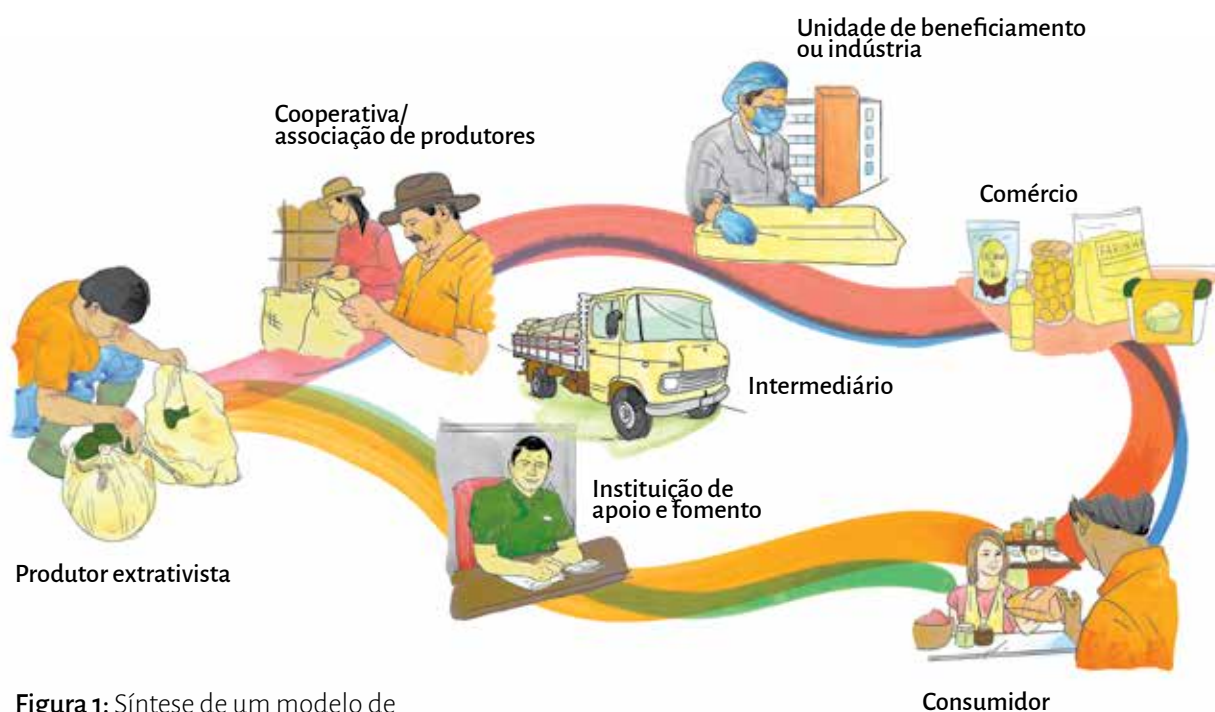 Unidade de beneficiamento
ou indústria
Cooperativa/
associação de produtores
Comércio
FARINHA
Intermediário
Instituição de
apoio e fomento
Produtor extrativista
Consumidor
Figura 1: Síntese de um modelo de